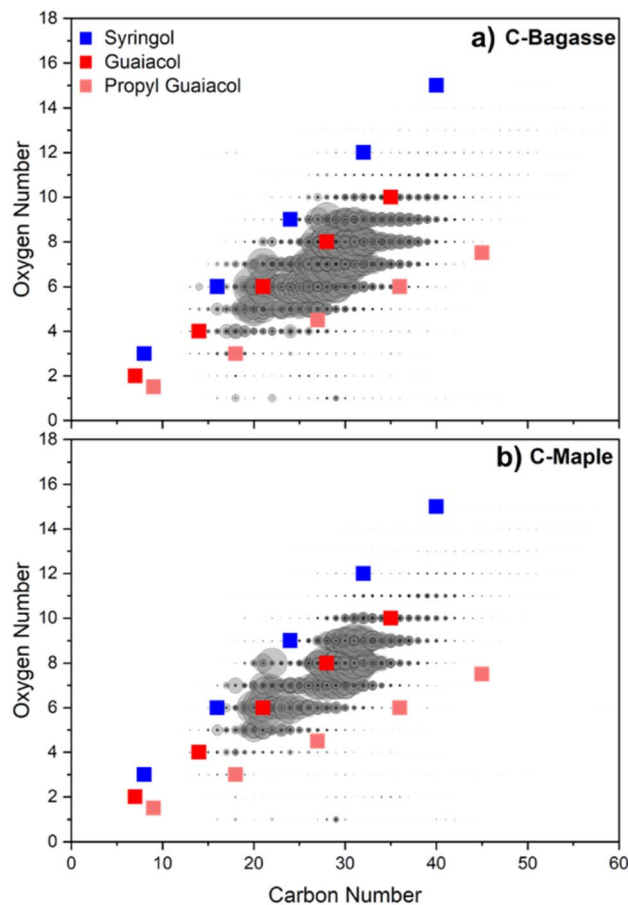 18
16
14
12
10
8
6
4
2
0
Oxygen Number
Syringol
Guaiacol
Propyl Guaiacol
a) C-Bagasse
18
16
14
12
10
8
6
4
2
0
Oxygen Number
b) C-Maple
0 10 20 30 40 50 60
Carbon Number